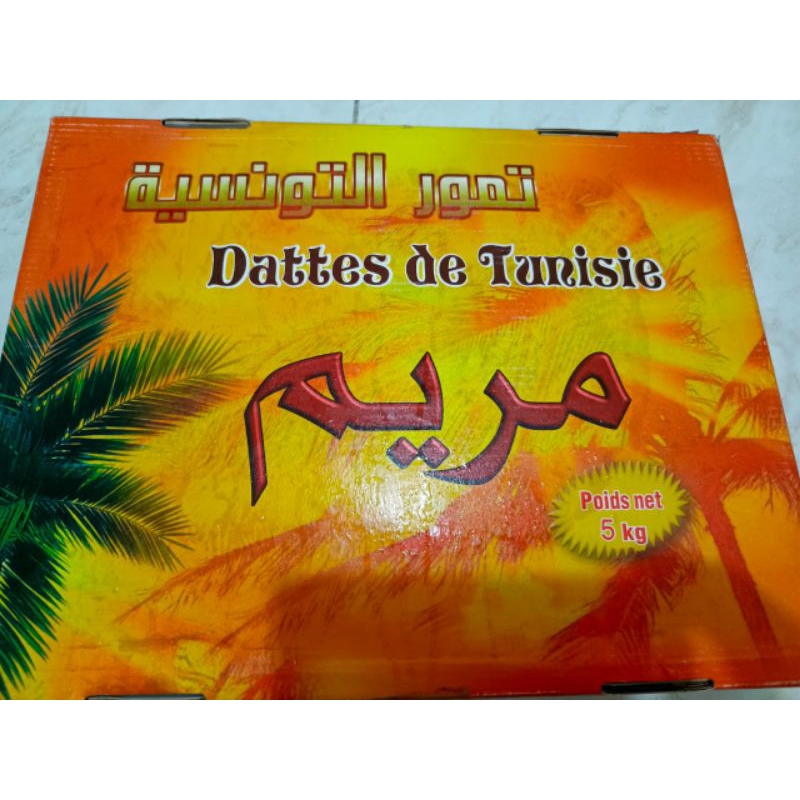 تمور التونسية
Dattes de Tunisie
مريم
Poids net
5 kg